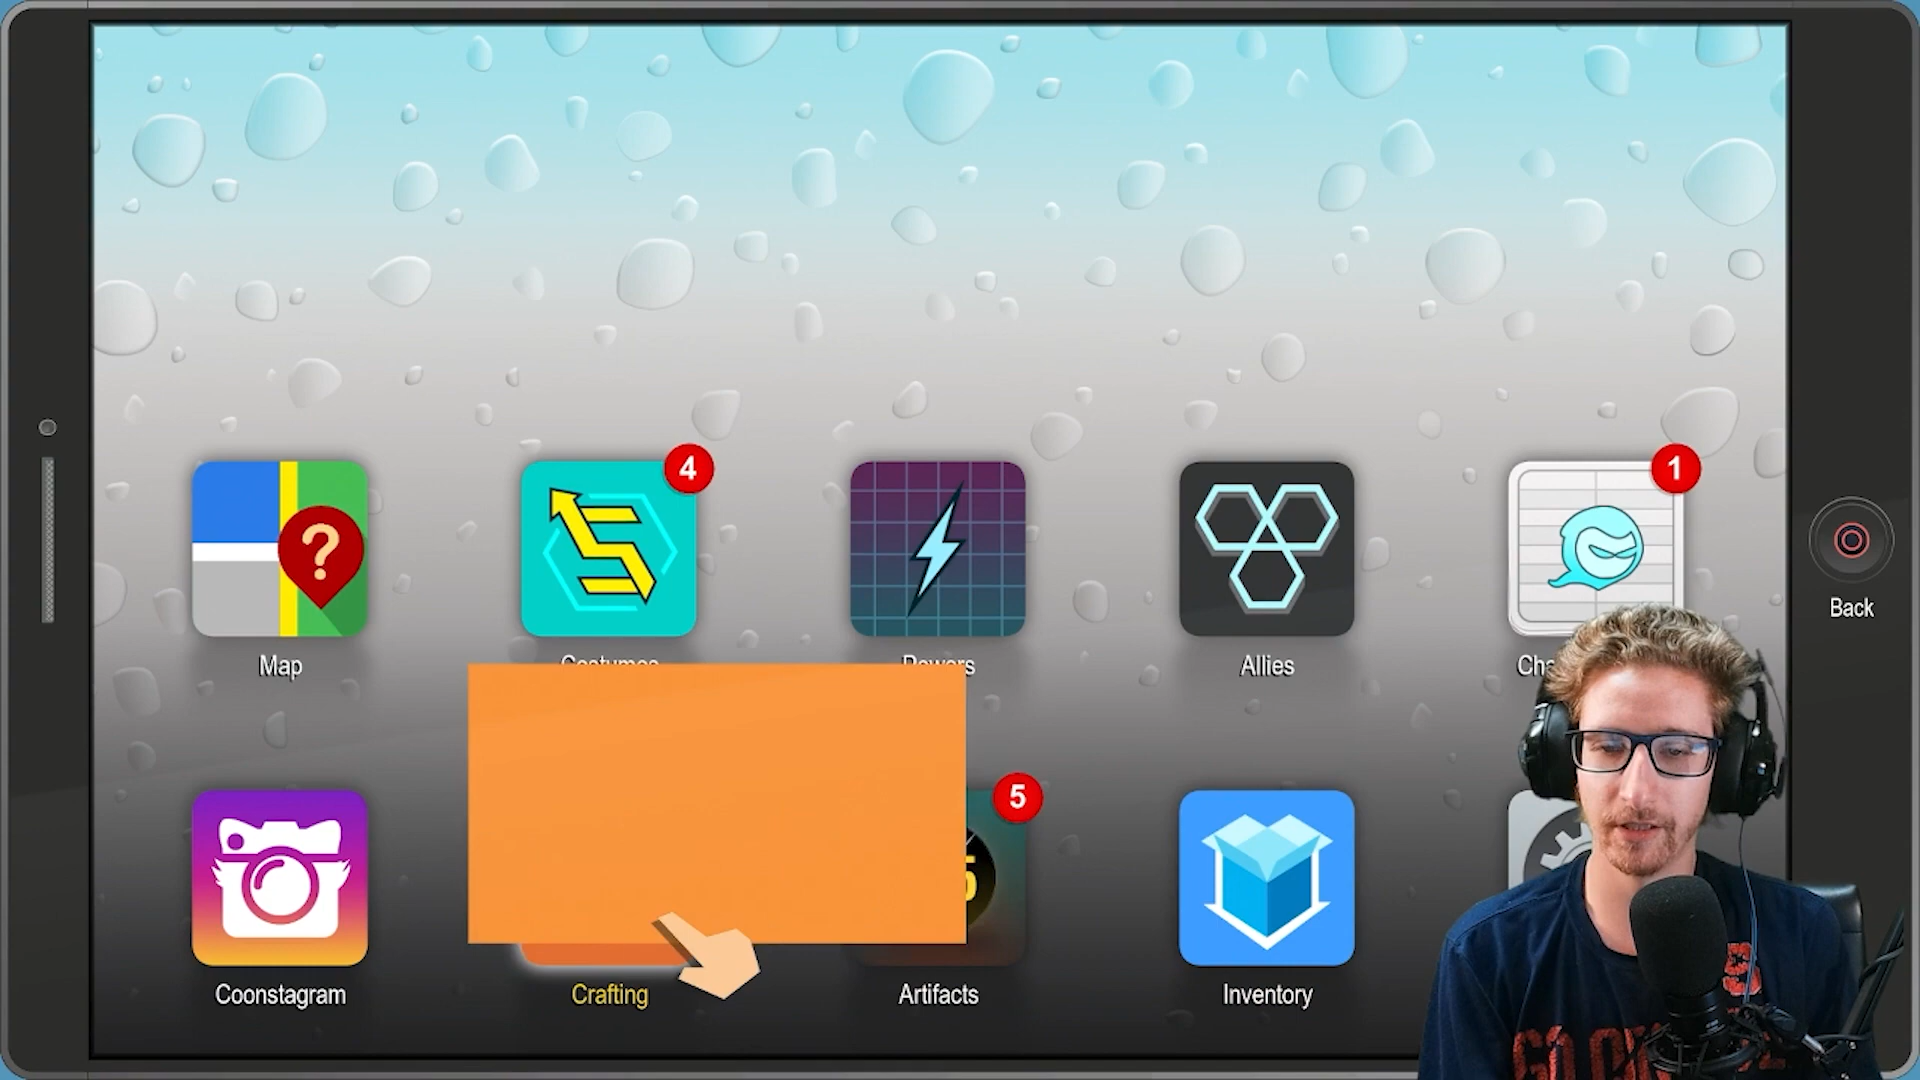 4
1
Map
Allies
Back
5
Coonstagram
Crafting
Artifacts
Inventory